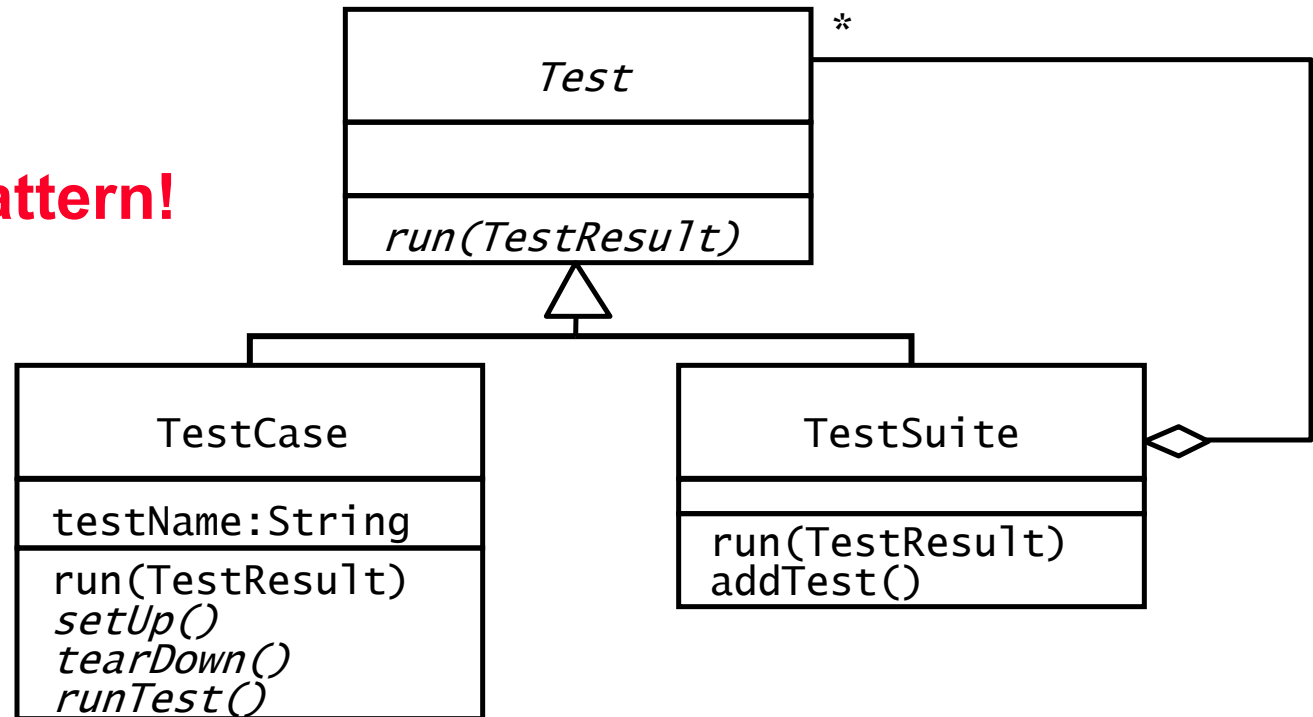 *
Test
attern!
run(TestResult)
TestCase
TestSuite
testName:String
run(TestResult)
addTest()
run(TestResult)
setUp()
tearDown()
runTest()